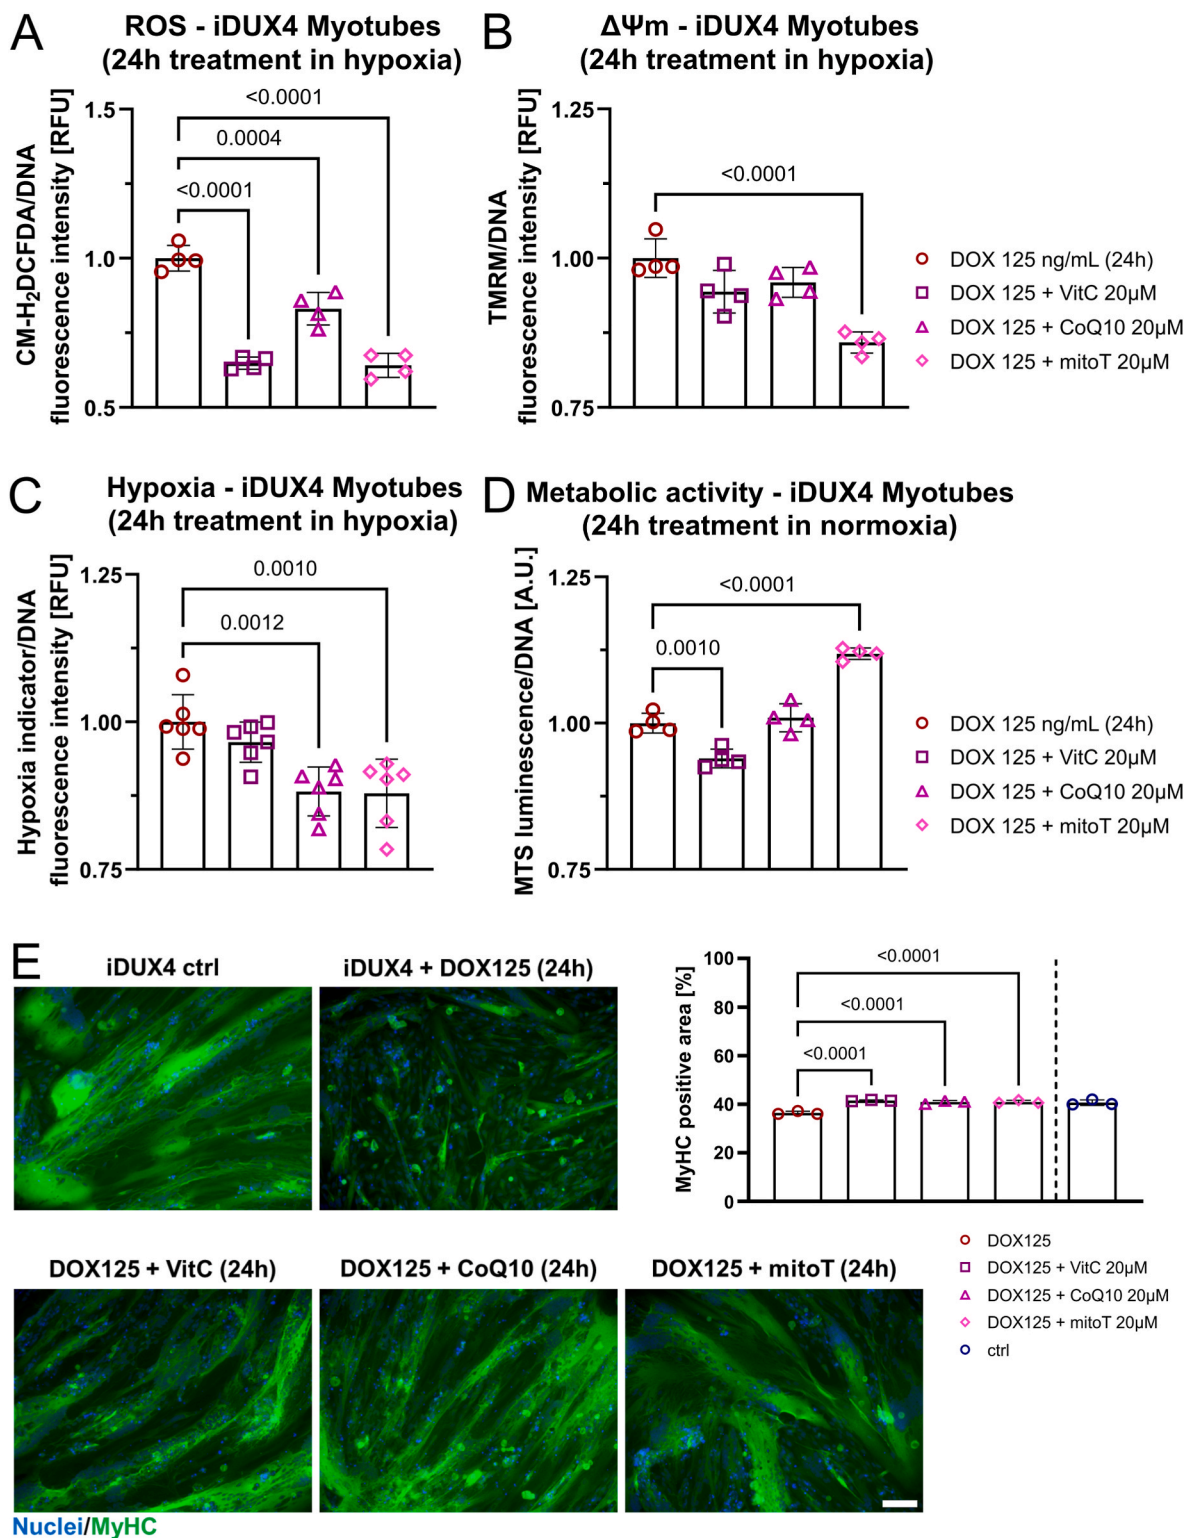 A
ROS - iDUX4 Myotubes
(24h treatment in hypoxia)
CM-H₂DCFDA/DNA
fluorescence intensity [RFU]
1.5
1.0
0.5
<0.0001
0.0004
<0.0001
B
ΔΨm - iDUX4 Myotubes
(24h treatment in hypoxia)
TMRM/DNA
fluorescence intensity [RFU]
1.25
1.00
0.75
<0.0001
DOX 125 ng/mL (24h)
DOX 125 + VitC 20µM
DOX 125 + CoQ10 20µM
DOX 125 + mitoT 20µM
C
Hypoxia - iDUX4 Myotubes
(24h treatment in hypoxia)
Hypoxia indicator/DNA
fluorescence intensity [RFU]
1.25
1.00
0.75
0.0010
0.0012
D
Metabolic activity - iDUX4 Myotubes
(24h treatment in normoxia)
MTS luminescence/DNA [A.U.]
1.25
1.00
0.75
<0.0001
0.0010
DOX 125 ng/mL (24h)
DOX 125 + VitC 20µM
DOX 125 + CoQ10 20µM
DOX 125 + mitoT 20µM
E
iDUX4 ctrl
iDUX4 + DOX125 (24h)
MyHC positive area [%]
100
80
60
40
20
0
<0.0001
<0.0001
<0.0001
DOX125
DOX125 + VitC 20µM
DOX125 + CoQ10 20µM
DOX125 + mitoT 20µM
ctrl
DOX125 + VitC (24h)
DOX125 + CoQ10 (24h)
DOX125 + mitoT (24h)
Nuclei/MyHC